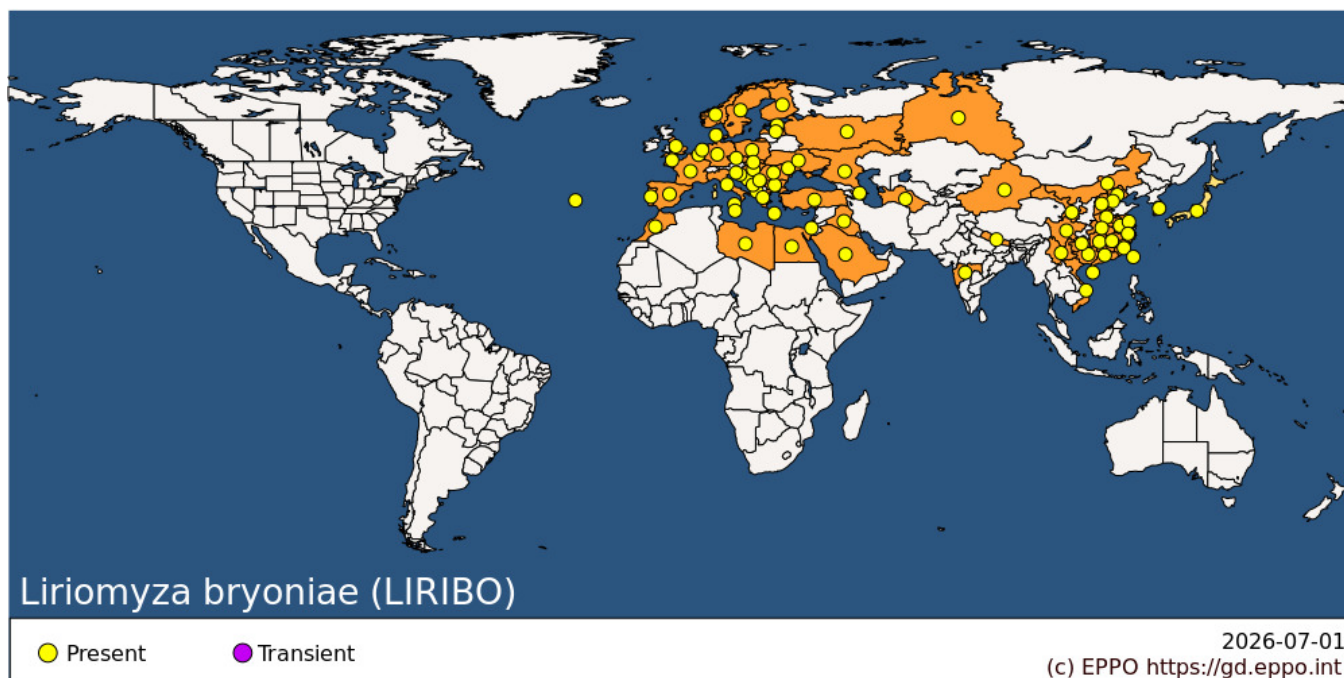 Liriomyza bryoniae (LIRIBO)
Present
Transient
2026-07-01
(c) EPPO https://gd.eppo.int